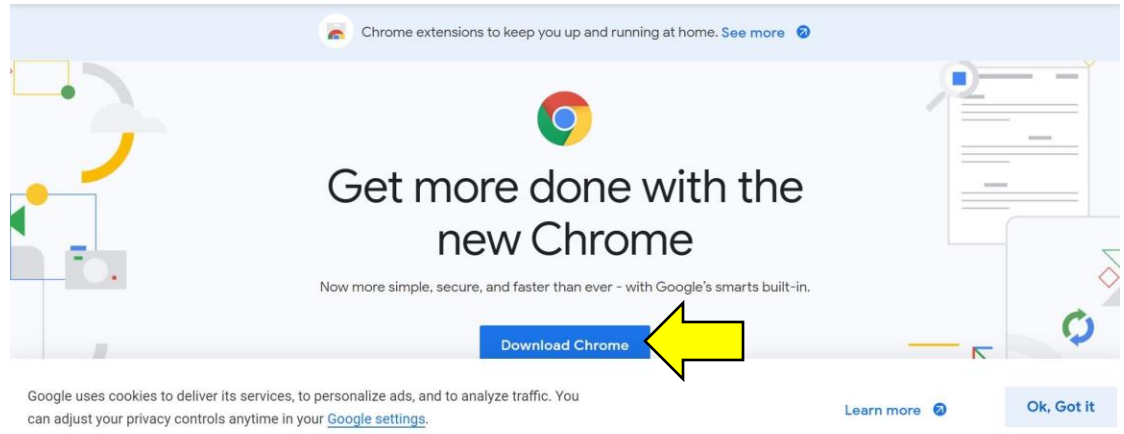 Chrome extensions to keep you up and running at home. See more
Get more done with the
new Chrome
Now more simple, secure, and faster than ever - with Google's smarts built-in.
Download Chrome
Google uses cookies to deliver its services, to personalize ads, and to analyze traffic. You
can adjust your privacy controls anytime in your Google settings.
Learn more
Ok, Got it